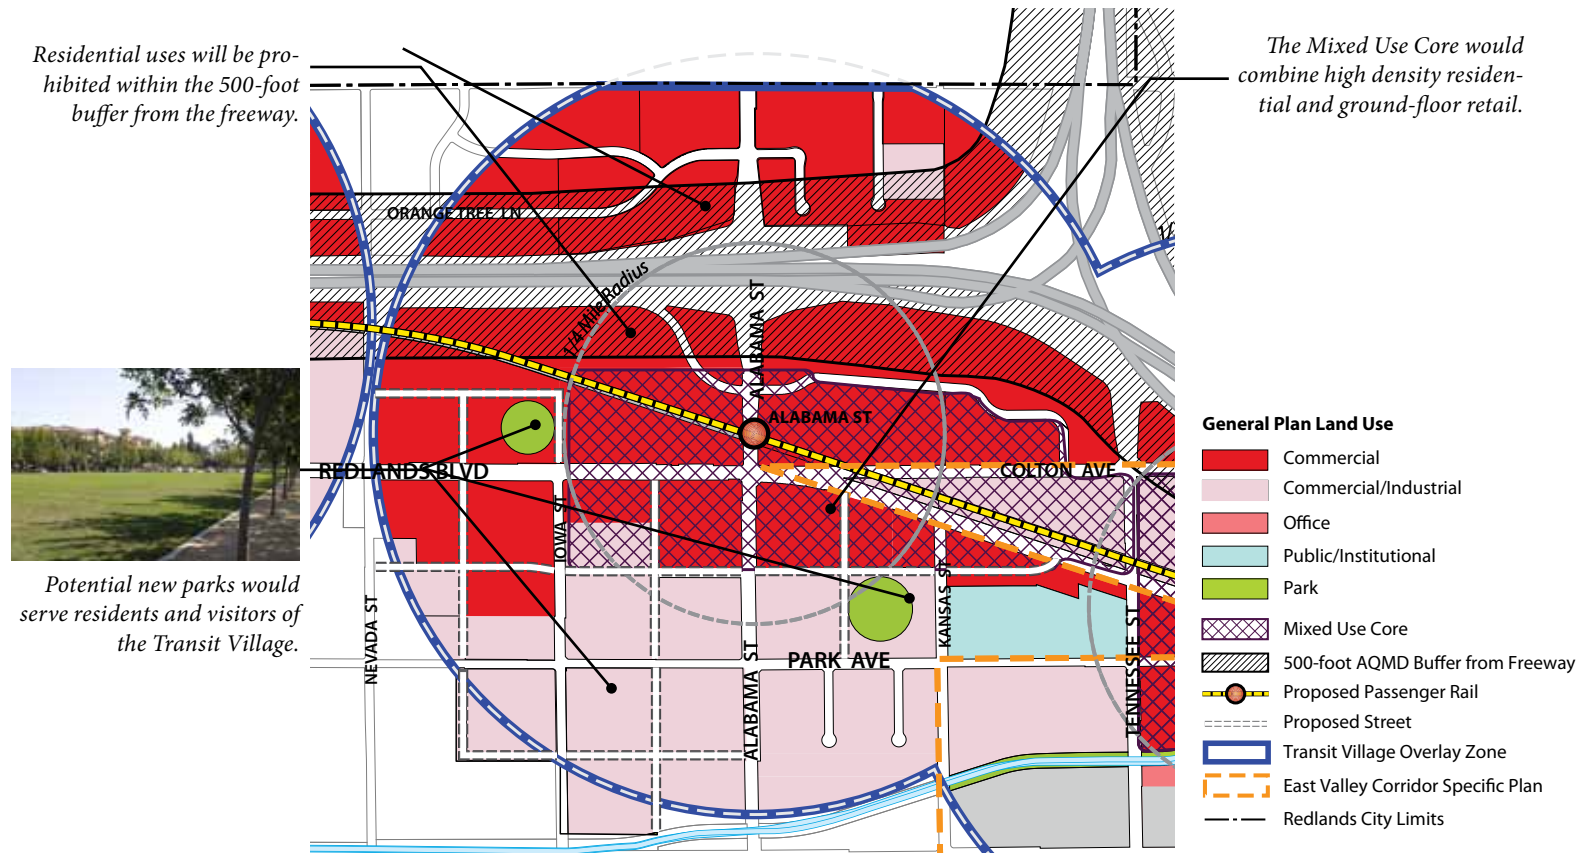 Residential uses will be pro-
hibited within the 500-foot
buffer from the freeway.
The Mixed Use Core would
combine high density residen-
tial and ground-floor retail.
ORANGE TREE LN
1/4 Mile Radius
ALABAMA ST
ALABAMA ST
REDLANDS BLVD
COLTON AVE
IOWA ST
KANSAS ST
NEVADA ST
PARK AVE
ALABAMA ST
TENNESSEE ST
Potential new parks would
serve residents and visitors of
the Transit Village.
General Plan Land Use
Commercial
Commercial/Industrial
Office
Public/Institutional
Park
Mixed Use Core
500-foot AQMD Buffer from Freeway
Proposed Passenger Rail
Proposed Street
Transit Village Overlay Zone
East Valley Corridor Specific Plan
Redlands City Limits